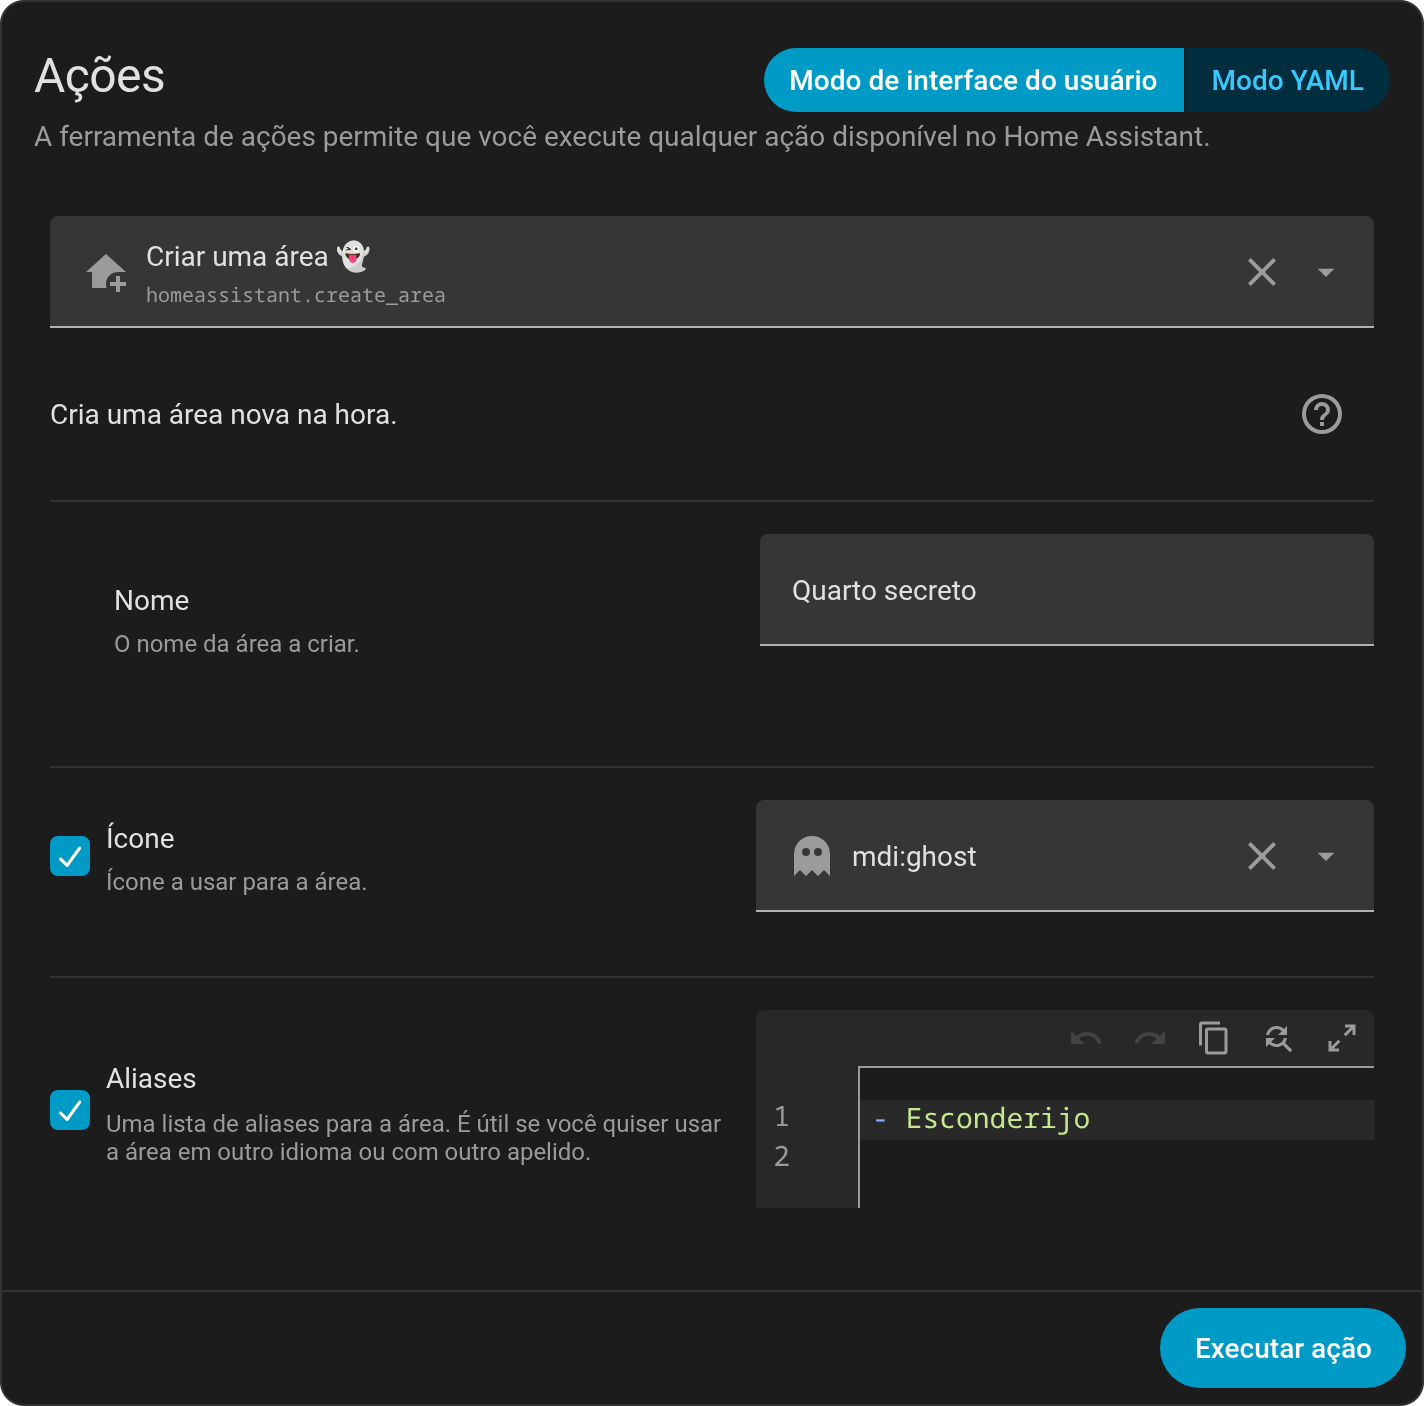 Ações
Modo de interface do usuário
Modo YAML
A ferramenta de ações permite que você execute qualquer ação disponível no Home Assistant.
Criar uma área 👻
homeassistant.create_area
Cria uma área nova na hora.
Nome
O nome da área a criar.
Quarto secreto
Ícone
Ícone a usar para a área.
mdi:ghost
Aliases
Uma lista de aliases para a área. É útil se você quiser usar
a área em outro idioma ou com outro apelido.
1 - Esconderijo
2
Executar ação